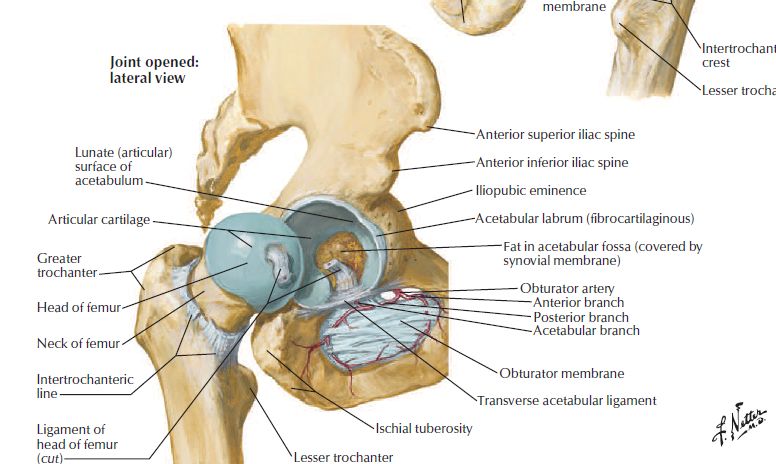 membrane
Intertrochant
crest
Lesser trocha
Joint opened:
lateral view
Anterior superior iliac spine
Anterior inferior iliac spine
Iliopubic eminence
Acetabular labrum (fibrocartilaginous)
Fat in acetabular fossa (covered by
synovial membrane)
Obturator artery
Anterior branch
Posterior branch
Acetabular branch
Obturator membrane
Transverse acetabular ligament
Ischial tuberosity
Lesser trochanter
Lunate (articular)
surface of
acetabulum
Articular cartilage
Greater
trochanter
Head of femur
Neck of femur
Intertrochanteric
line
Ligament of
head of femur
(cut)
F. Netter
M.D.